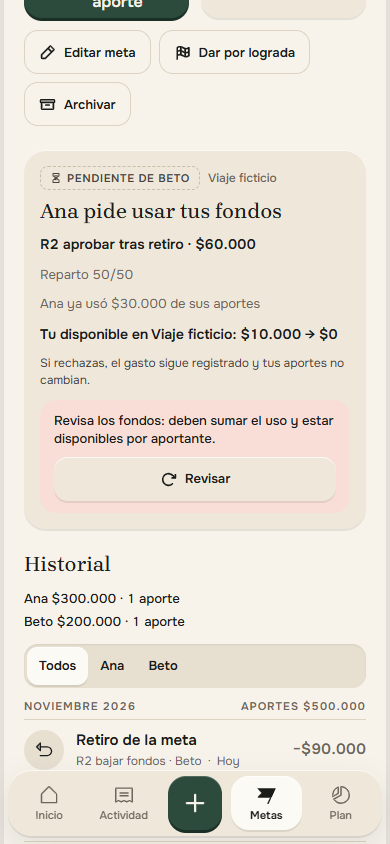 aporte
Editar meta
Dar por lograda
Archivar
PENDIENTE DE BETO Viaje ficticio
Ana pide usar tus fondos
R2 aprobar tras retiro · $60.000
Reparto 50/50
Ana ya usó $30.000 de sus aportes
Tu disponible en Viaje ficticio: $10.000 → $0
Si rechazas, el gasto sigue registrado y tus aportes no
cambian.
Revisa los fondos: deben sumar el uso y estar
disponibles por aportante.
Revisar
Historial
Ana $300.000 · 1 aporte
Beto $200.000 · 1 aporte
Todos Ana Beto
NOVIEMBRE 2026 APORTES $500.000
Retiro de la meta
−$90.000
R2 bajar fondos · Beto · Hoy
Inicio Actividad Metas Plan